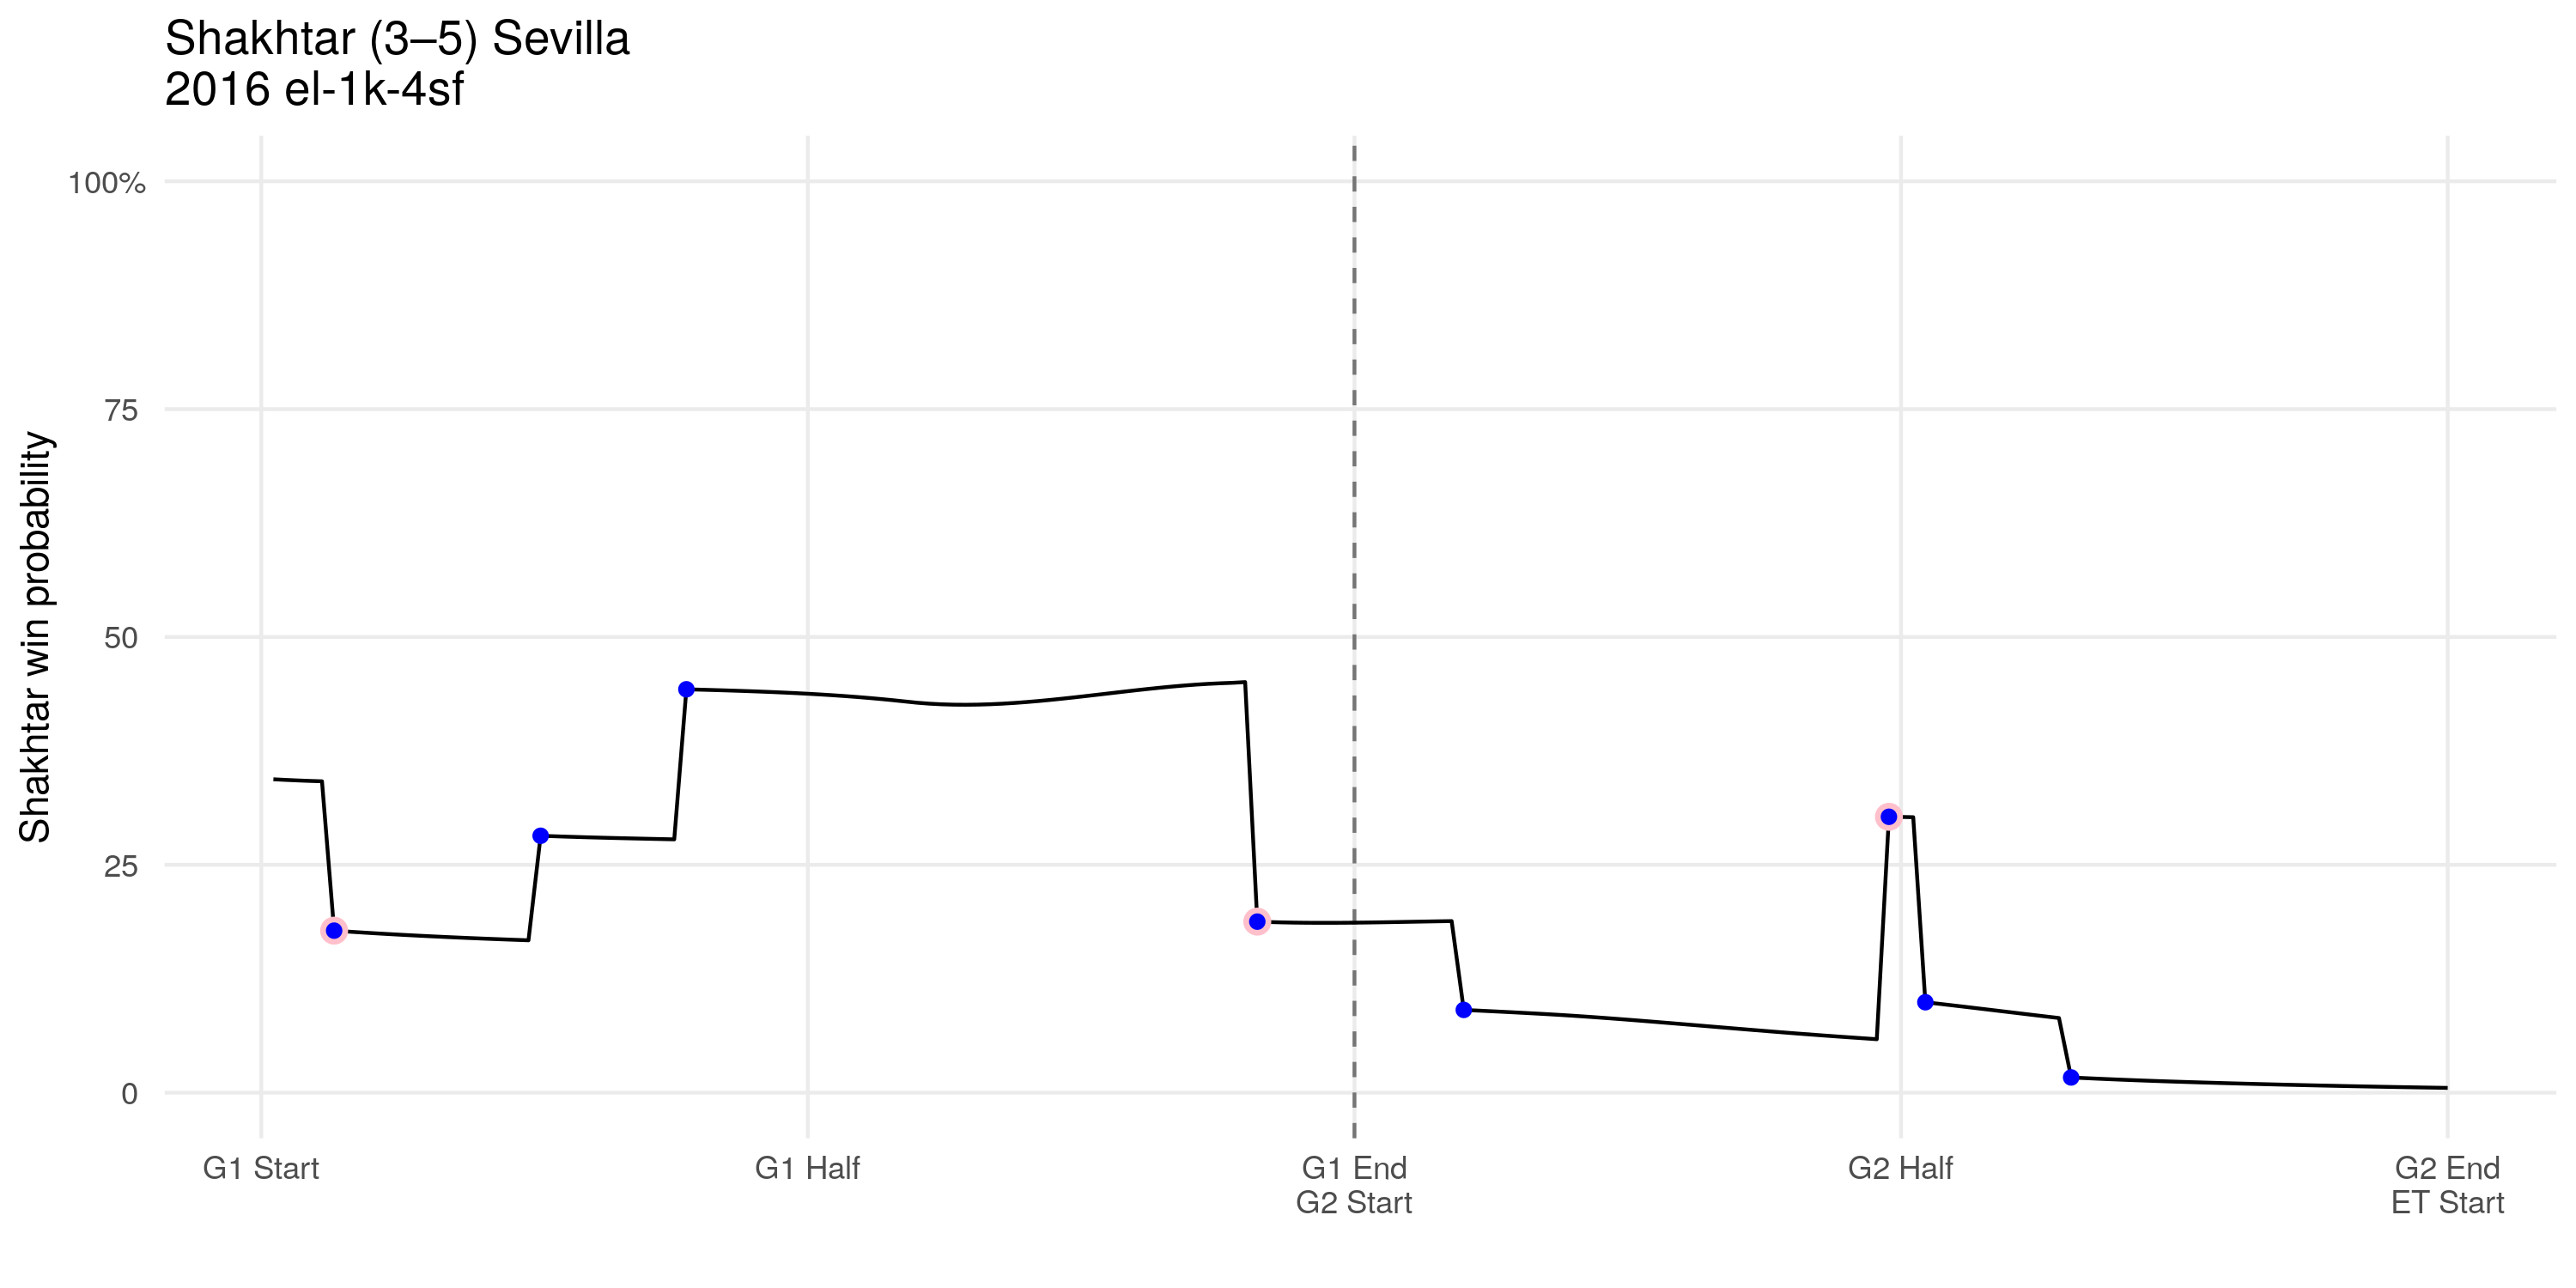 Shakhtar (3–5) Sevilla
2016 el-1k-4sf
Shakhtar win probability
100%
75
50
25
0
G1 Start
G1 Half
G1 End
G2 Start
G2 Half
G2 End
ET Start